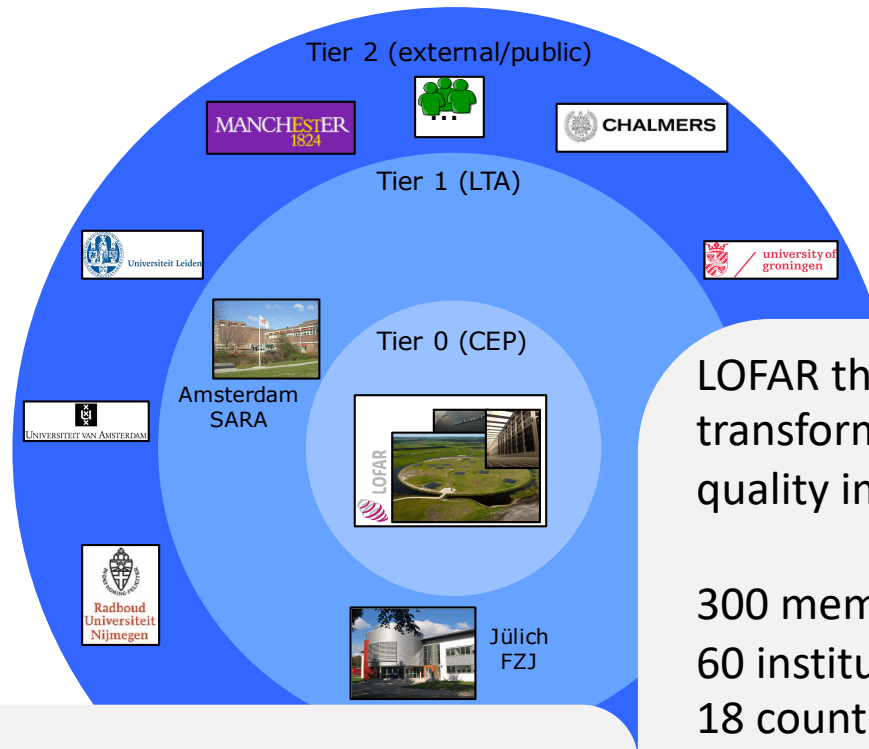 Tier 2 (external/public)
MANCHESTER
1824
...
CHALMERS
Tier 1 (LTA)
Universiteit Leiden
university of
groningen
Tier 0 (CEP)
Amsterdam
SARA
LOFAR
UNIVERSITEIT VAN AMSTERDAM
Radboud
Universiteit
Nijmegen
Jülich
FZJ
LOFAR th
transform
quality in
300 mem
60 institu
18 count